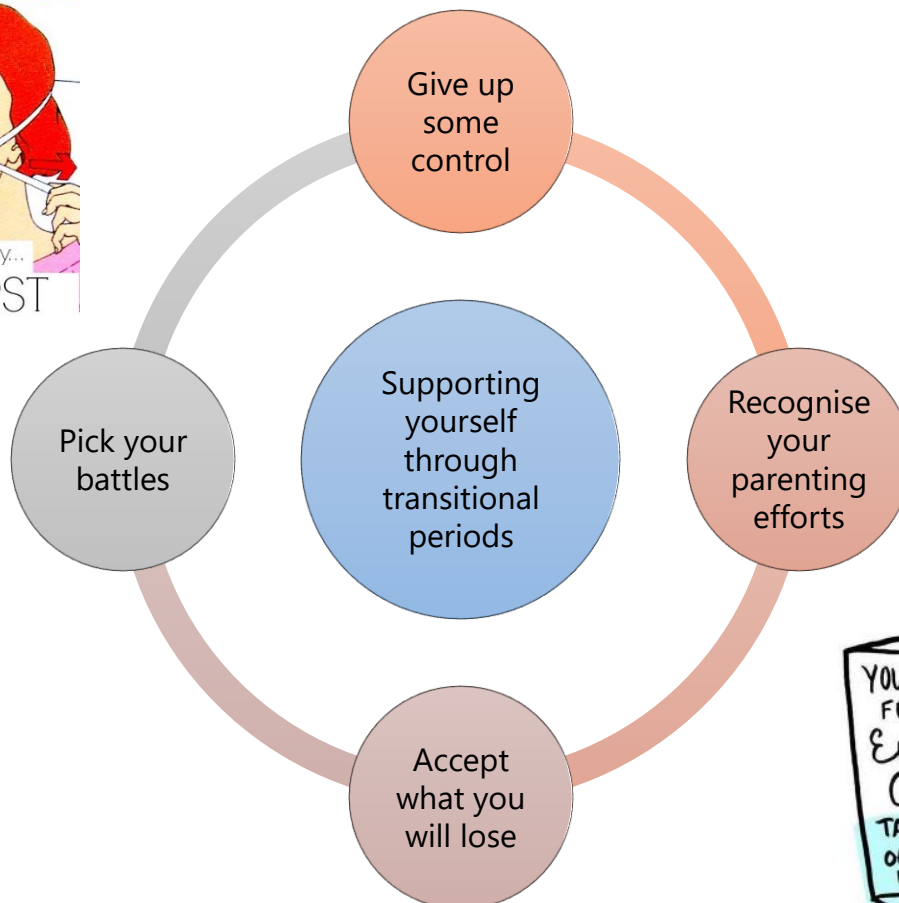 Give up
some
control
Supporting
yourself
through
transitional
periods
Pick your
battles
Recognise
your
parenting
efforts
Accept
what you
will lose